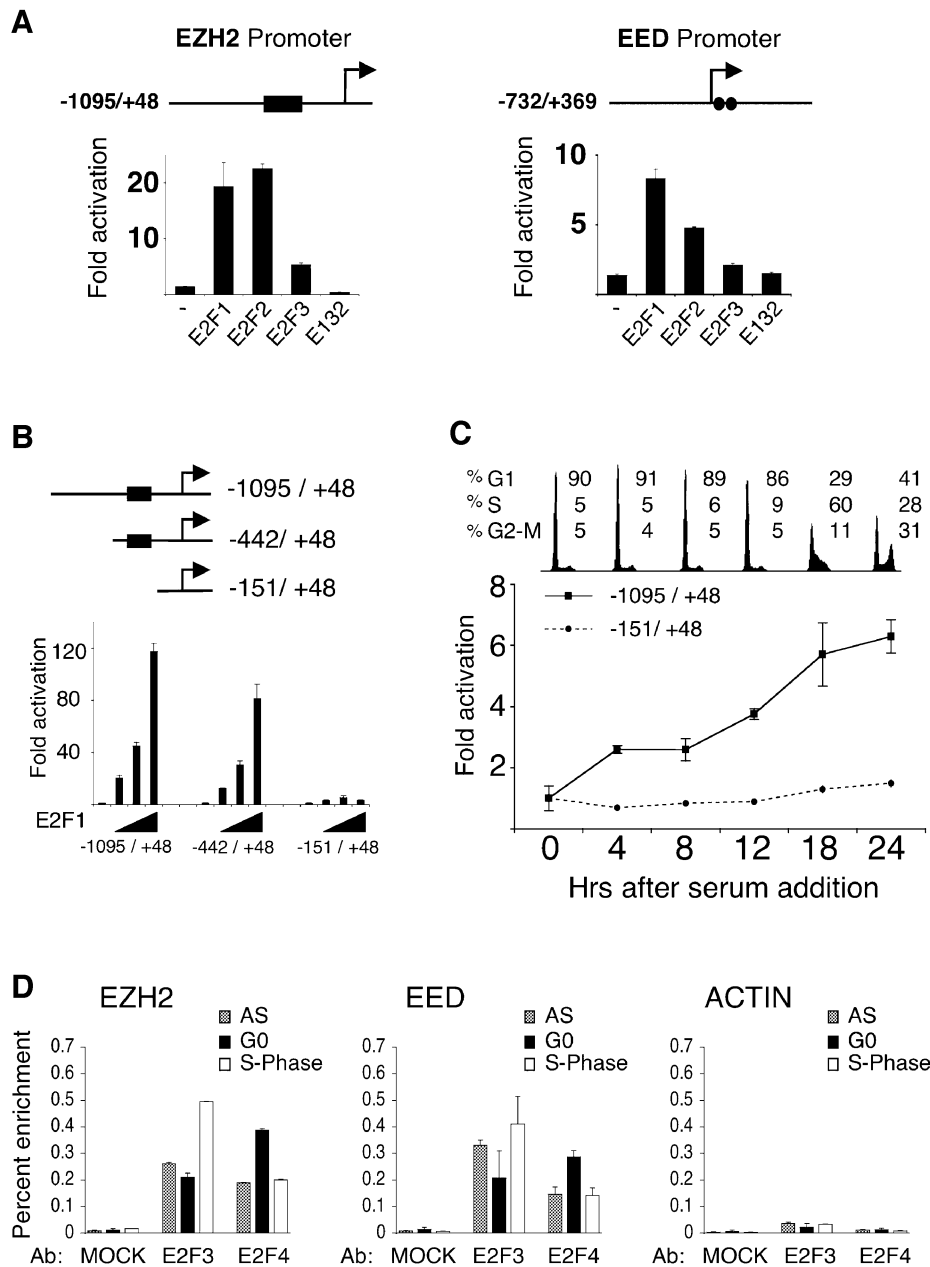 A
EZH2 Promoter
EED Promoter
-1095/+48
-732/+369
Fold activation
20
10
- E2F1 E2F2 E2F3 E132
Fold activation
10
5
- E2F1 E2F2 E2F3 E132
B
-1095 / +48
-442/ +48
-151/ +48
Fold activation
120
80
40
E2F1
-1095 / +48 -442 / +48 -151 / +48
C
% G1 90 91 89 86 29 41
% S 5 5 6 9 60 28
% G2-M 5 4 5 5 11 31
8
6
4
2
Fold activation
-1095 / +48
-151/ +48
0 4 8 12 18 24
Hrs after serum addition
D
EZH2
AS
G0
S-Phase
Percent enrichment
0.7
0.6
0.5
0.4
0.3
0.2
0.1
0
Ab: MOCK E2F3 E2F4
EED
AS
G0
S-Phase
0.7
0.6
0.5
0.4
0.3
0.2
0.1
0
Ab: MOCK E2F3 E2F4
ACTIN
AS
G0
S-Phase
0.7
0.6
0.5
0.4
0.3
0.2
0.1
0
Ab: MOCK E2F3 E2F4